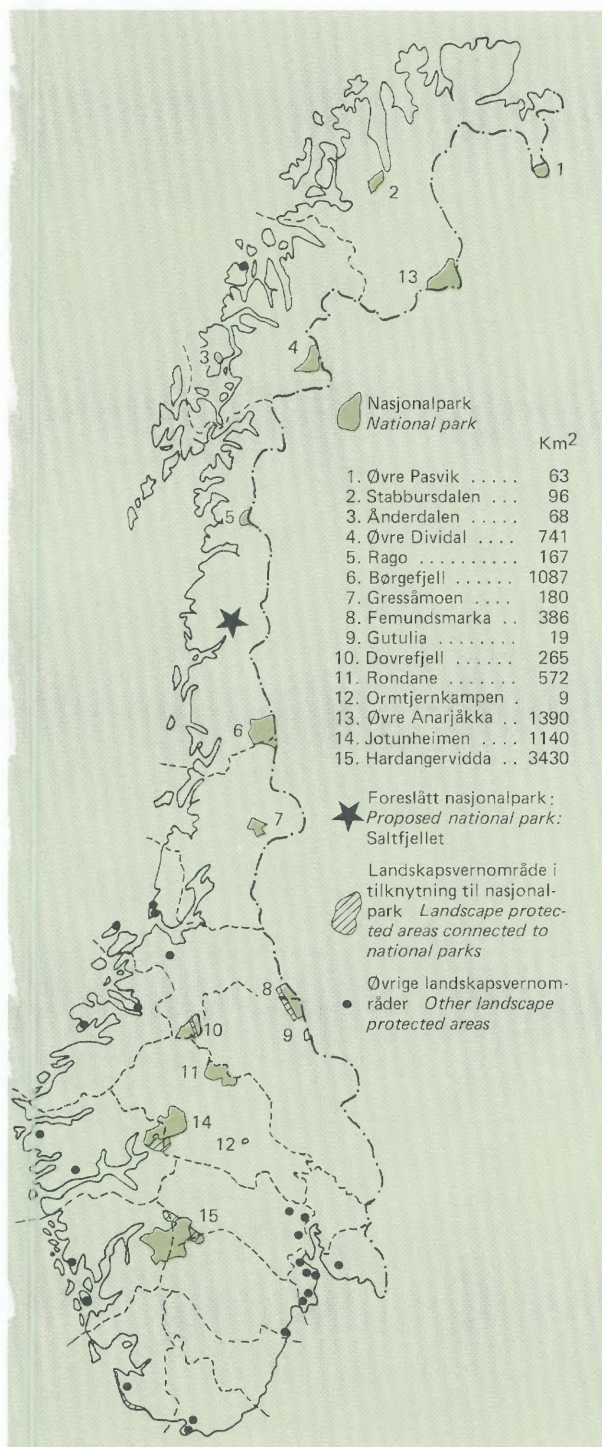 1
2
13
4
3
5
6
7
8
9
10
11
14
12
15
Nasjonalpark
National park
Km²
1. Øvre Pasvik ..... 63
2. Stabbursdalen ... 96
3. Ånderdalen ..... 68
4. Øvre Dividal .... 741
5. Rago .......... 167
6. Børgefjell ...... 1087
7. Gressåmoen .... 180
8. Femundsmarka .. 386
9. Gutulia ........ 19
10. Dovrefjell ...... 265
11. Rondane ....... 572
12. Ormtjernkampen . 9
13. Øvre Anarjåkka .. 1390
14. Jotunheimen .... 1140
15. Hardangervidda .. 3430
Foreslått nasjonalpark:
Proposed national park:
Saltfjellet
Landskapsvernområde i
tilknytning til nasjonal-
park Landscape protec-
ted areas connected to
national parks
Øvrige landskapsvernom-
råder Other landscape
protected areas